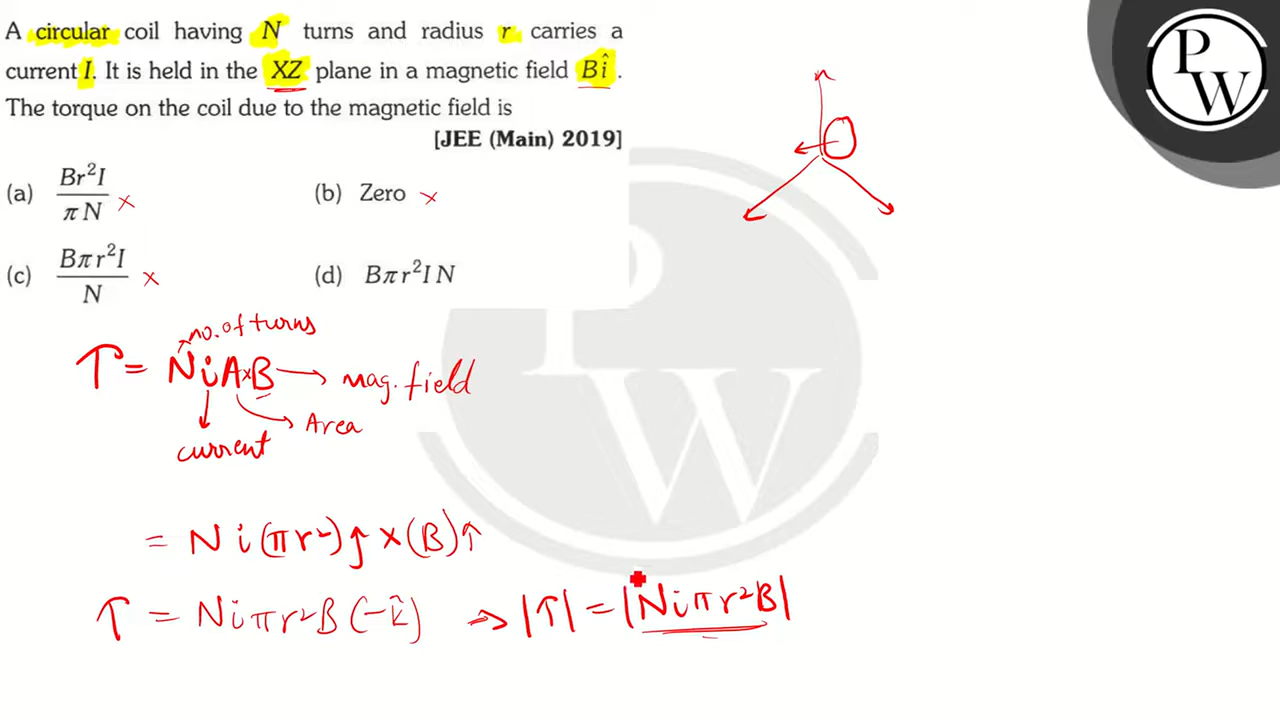 A circular coil having N turns and radius r carries a
current I. It is held in the XZ plane in a magnetic field Bî.
The torque on the coil due to the magnetic field is
[JEE (Main) 2019]
(a) Br²I / πN × (b) Zero ×
(c) Bπr²I / N × (d) Bπr²IN
no. of turns
τ = NiA×B → mag. field
Area
current
= Ni(πr²)ĵ × (B)î
τ = Niπr²B(-k̂) ⇒ |τ| = |Niπr²B|
P
W
P
W